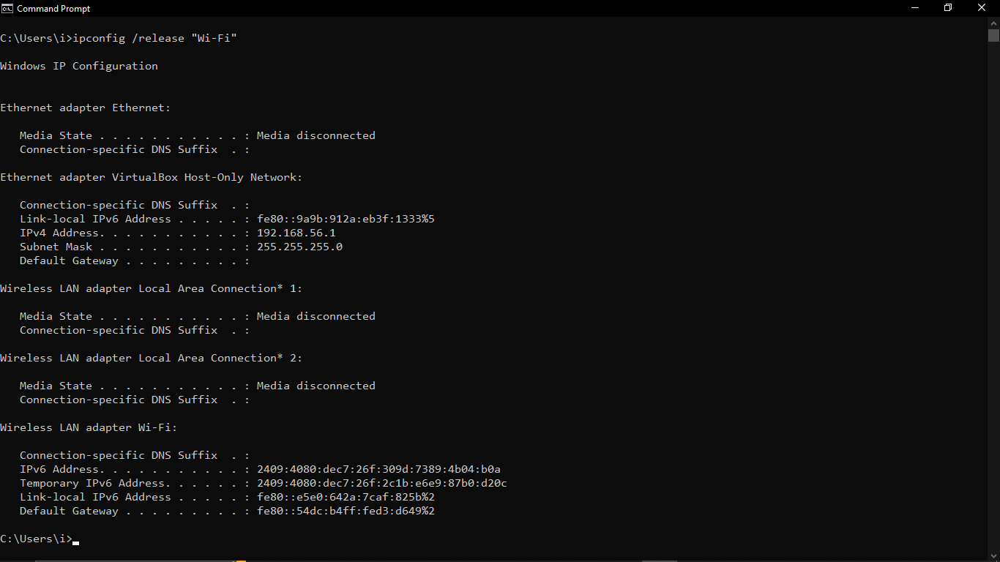 Command Prompt
C:\Users\i>ipconfig /release "Wi-Fi"
Windows IP Configuration
Ethernet adapter Ethernet:
Media State . . . . . . . . . . . : Media disconnected
Connection-specific DNS Suffix  . :
Ethernet adapter VirtualBox Host-Only Network:
Connection-specific DNS Suffix  . :
Link-local IPv6 Address . . . . . : fe80::9a9b:912a:eb3f:1333%5
IPv4 Address. . . . . . . . . . . : 192.168.56.1
Subnet Mask . . . . . . . . . . . : 255.255.255.0
Default Gateway . . . . . . . . . :
Wireless LAN adapter Local Area Connection* 1:
Media State . . . . . . . . . . . : Media disconnected
Connection-specific DNS Suffix  . :
Wireless LAN adapter Local Area Connection* 2:
Media State . . . . . . . . . . . : Media disconnected
Connection-specific DNS Suffix  . :
Wireless LAN adapter Wi-Fi:
Connection-specific DNS Suffix  . :
IPv6 Address. . . . . . . . . . . : 2409:4080:dec7:26f:309d:7389:4b04:b0a
Temporary IPv6 Address. . . . . . : 2409:4080:dec7:26f:2c1b:e6e9:87b0:d20c
Link-local IPv6 Address . . . . . : fe80::e5e0:642a:7caf:825b%2
Default Gateway . . . . . . . . . : fe80::54dc:b4ff:fed3:d649%2
C:\Users\i>